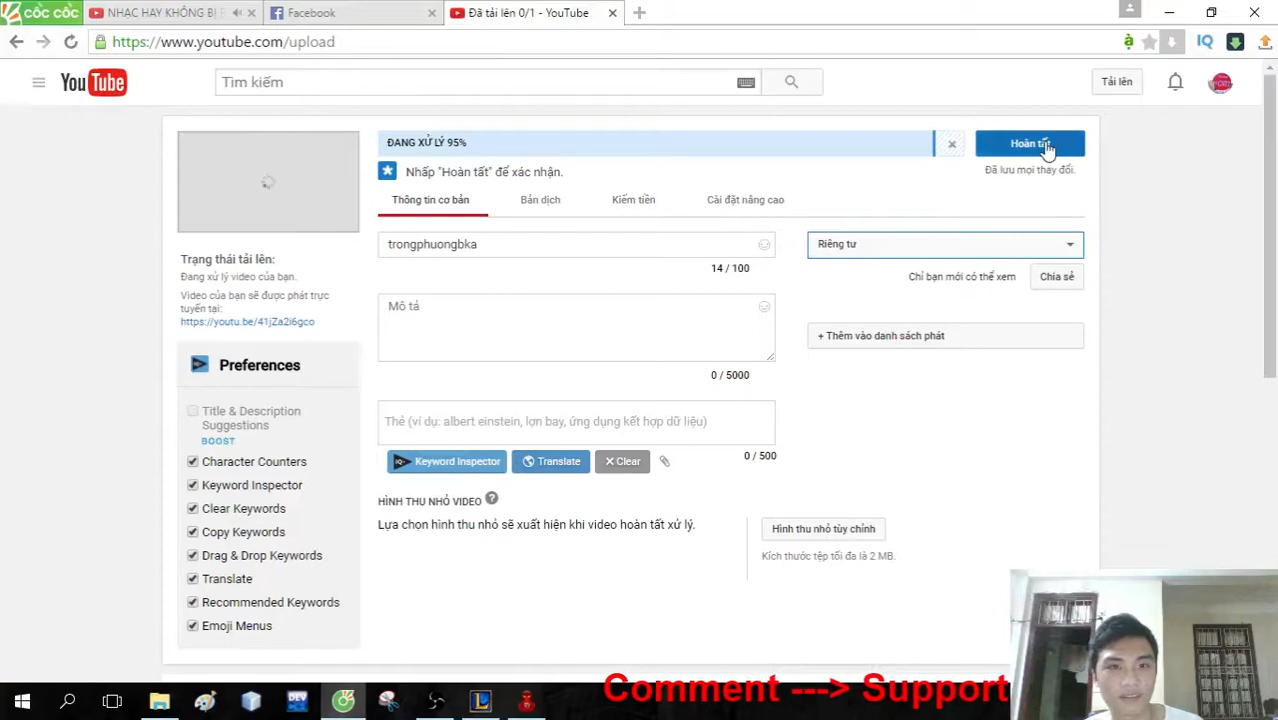 cốc cốc
NHẠC HAY KHÔNG BỊ
Facebook
Đã tải lên 0/1 - YouTube
https://www.youtube.com/upload
YouTube
Tìm kiếm
Tải lên
ĐANG XỬ LÝ 95%
Hoàn tất
Nhấp "Hoàn tất" để xác nhận.
Đã lưu mọi thay đổi.
Thông tin cơ bản
Bản dịch
Kiếm tiền
Cài đặt nâng cao
trongphuongbka
Riêng tư
14 / 100
Trạng thái tải lên:
Đang xử lý video của bạn.
Chỉ bạn mới có thể xem
Chia sẻ
Video của bạn sẽ được phát trực
tuyến tại:
https://youtu.be/41jZa2i6gco
Mô tả
+ Thêm vào danh sách phát
0 / 5000
Preferences
Title & Description
Suggestions
BOOST
Thẻ (ví dụ: albert einstein, lợn bay, ứng dụng kết hợp dữ liệu)
0 / 500
Character Counters
Keyword Inspector
Translate
Clear
Keyword Inspector
Clear Keywords
Copy Keywords
Drag & Drop Keywords
Translate
Recommended Keywords
Emoji Menus
HÌNH THU NHỎ VIDEO
Lựa chọn hình thu nhỏ sẽ xuất hiện khi video hoàn tất xử lý.
Hình thu nhỏ tùy chỉnh
Kích thước tệp tối đa là 2 MB.
Comment ---> Support